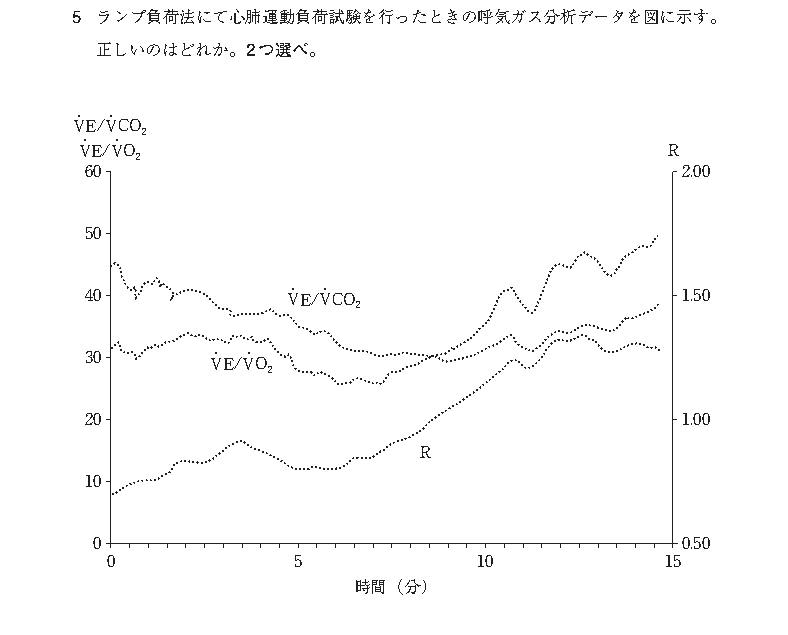 5 ランプ負荷法にて心肺運動負荷試験を行ったときの呼気ガス分析データを図に示す。
正しいのはどれか。2つ選べ。
V̇E/V̇CO₂
V̇E/V̇O₂
R
60
2.00
50
40
1.50
V̇E/V̇CO₂
30
V̇E/V̇O₂
20
1.00
R
10
0
0.50
0 5 10 15
時間（分）